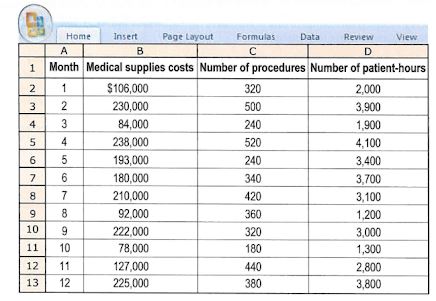 Home Insert Page Layout Formulas Data Review View
A B C D
1 Month Medical supplies costs Number of procedures Number of patient-hours
2 1 $106,000 320 2,000
3 2 230,000 500 3,900
4 3 84,000 240 1,900
5 4 238,000 520 4,100
6 5 193,000 240 3,400
7 6 180,000 340 3,700
8 7 210,000 420 3,100
9 8 92,000 360 1,200
10 9 222,000 320 3,000
11 10 78,000 180 1,300
12 11 127,000 440 2,800
13 12 225,000 380 3,800